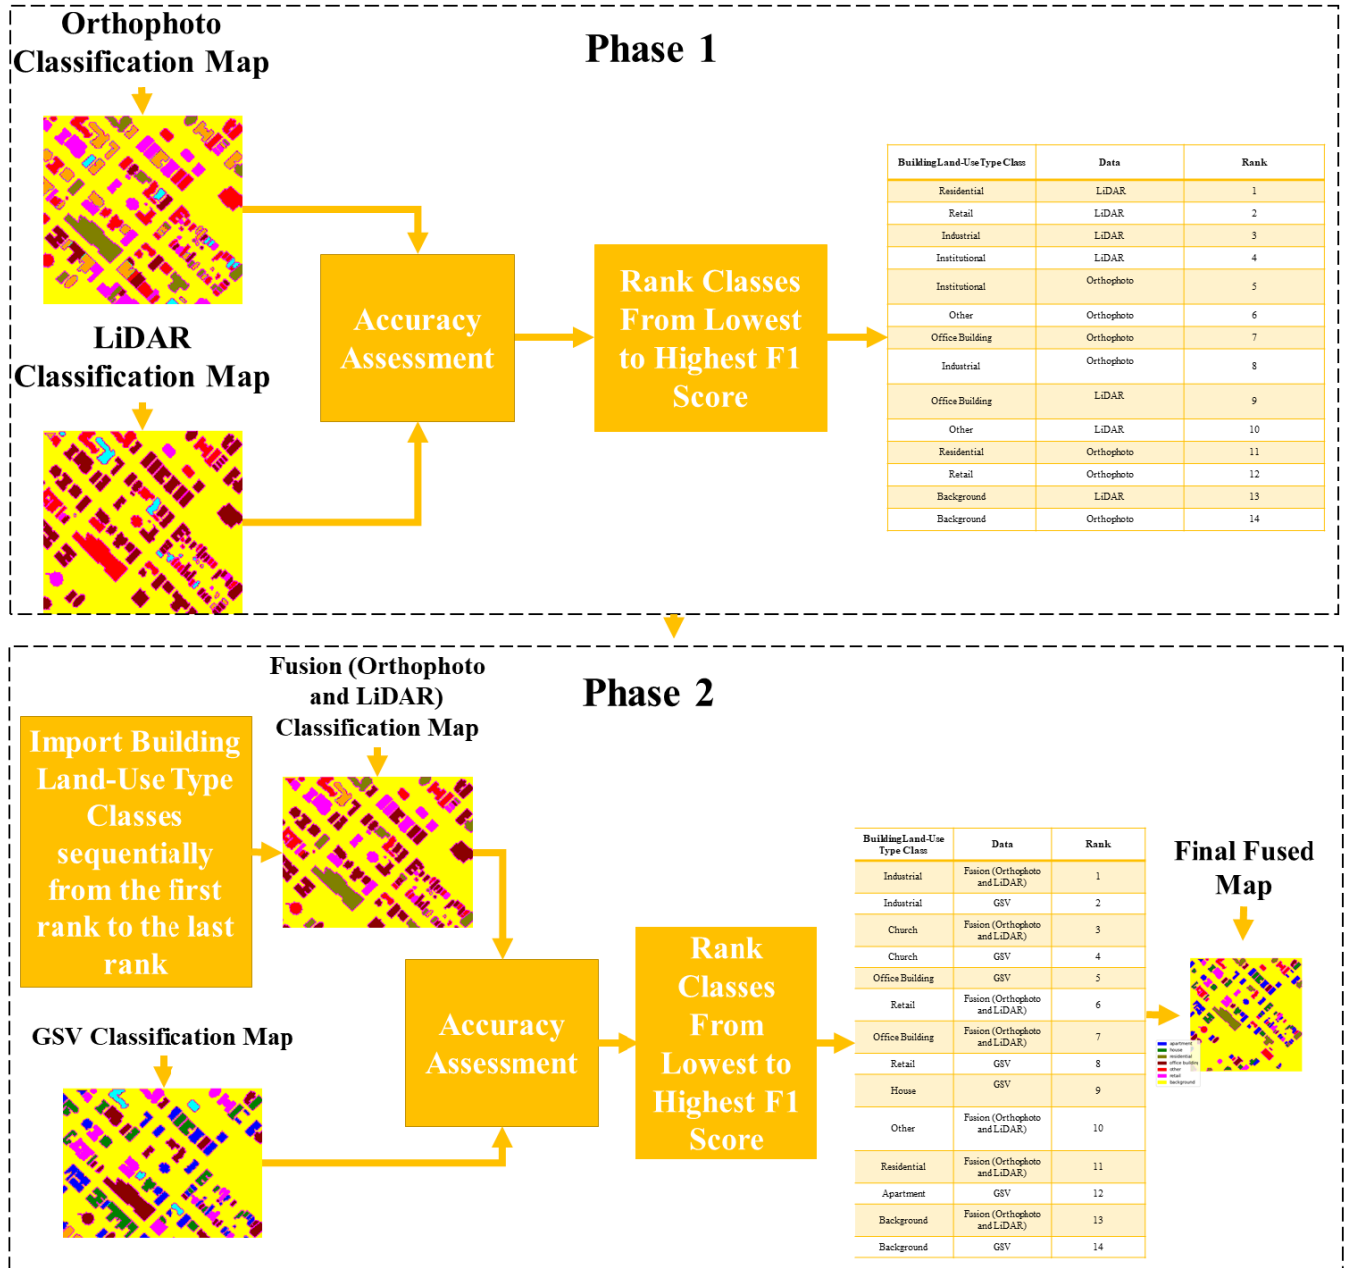 Orthophoto
Classification Map
Phase 1
LiDAR
Classification Map
Accuracy
Assessment
Rank Classes
From Lowest
to Highest F1
Score
Building Land-Use Type Class Data Rank
Residential LiDAR 1
Retail LiDAR 2
Industrial LiDAR 3
Institutional LiDAR 4
Institutional Orthophoto 5
Other Orthophoto 6
Office Building Orthophoto 7
Industrial Orthophoto 8
Office Building LiDAR 9
Other LiDAR 10
Residential Orthophoto 11
Retail Orthophoto 12
Background LiDAR 13
Background Orthophoto 14
Phase 2
Import Building
Land-Use Type
Classes
sequentially
from the first
rank to the last
rank
Fusion (Orthophoto
and LiDAR)
Classification Map
GSV Classification Map
Accuracy
Assessment
Rank
Classes
From
Lowest to
Highest F1
Score
Building Land-Use
Type Class Data Rank
Industrial Fusion (Orthophoto
and LiDAR) 1
Industrial GSV 2
Church Fusion (Orthophoto
and LiDAR) 3
Church GSV 4
Office Building GSV 5
Retail Fusion (Orthophoto
and LiDAR) 6
Office Building Fusion (Orthophoto
and LiDAR) 7
Retail GSV 8
House GSV 9
Other Fusion (Orthophoto
and LiDAR) 10
Residential Fusion (Orthophoto
and LiDAR) 11
Apartment GSV 12
Background Fusion (Orthophoto
and LiDAR) 13
Background GSV 14
Final Fused
Map
apartment
house
residential
office building
other
retail
background